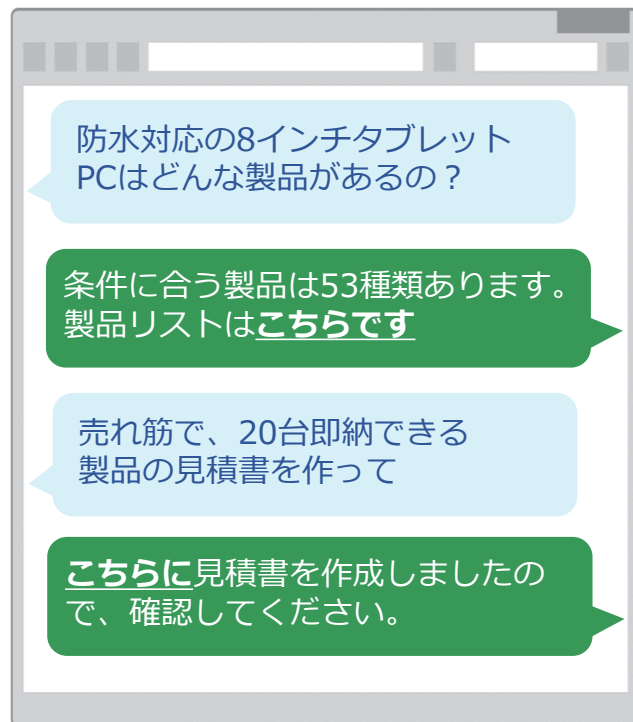 防水対応の8インチタブレット
PCはどんな製品があるの？
条件に合う製品は53種類あります。
製品リストはこちらです
売れ筋で、20台即納できる
製品の見積書を作って
こちらに見積書を作成しましたの
で、確認してください。